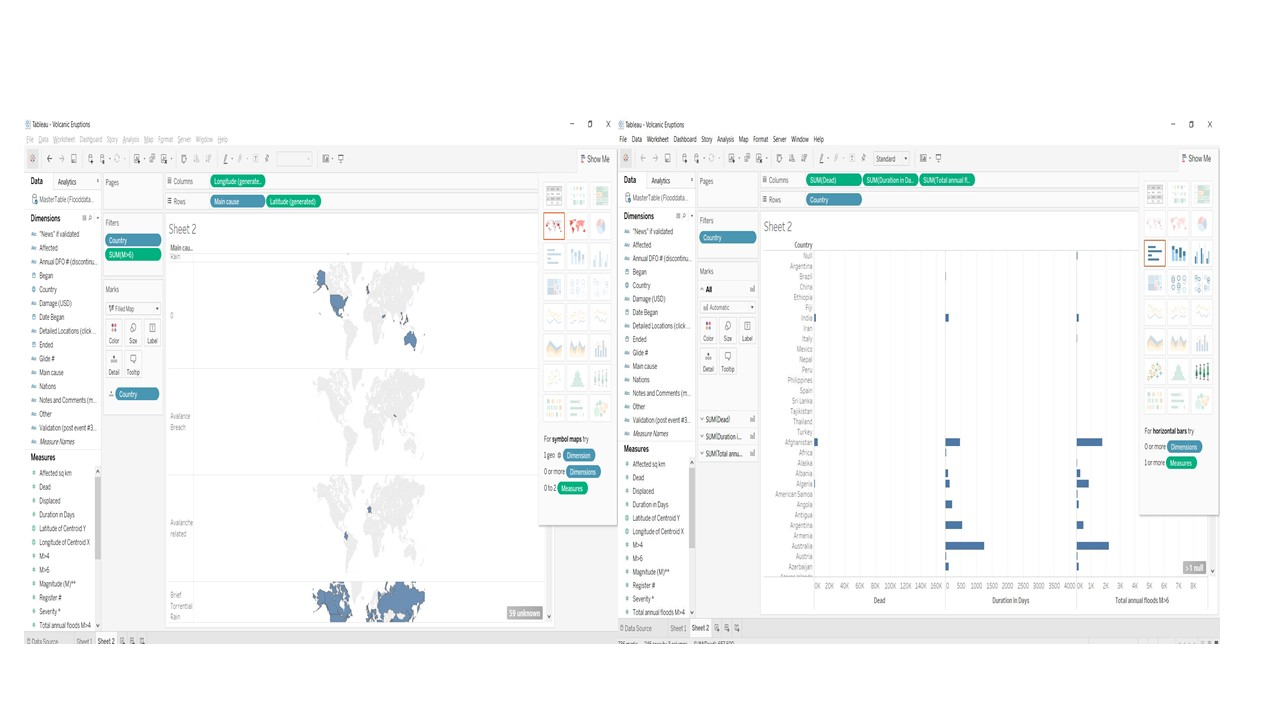 Tableau - Volcanic Eruptions
File Data Worksheet Dashboard Story Analysis Map Format Server Window Help
Show Me
Data Analytics
MasterTable (Flooddata...
Dimensions
"News" if validated
Affected
Annual DFO # (discontinu...
Began
Country
Damage (USD)
Date Began
Detailed Locations (click ...
Ended
Glide #
Main cause
Nations
Notes and Comments (m...
Other
Validation (post event #3...
Measure Names
Measures
Affected sq km
Dead
Displaced
Duration in Days
Latitude of Centroid Y
Longitude of Centroid X
M>4
M>6
Magnitude (M)**
Register #
Severity *
Total annual floods M>4
Data Source Sheet 1 Sheet 2
Pages
Filters
Country
SUM(M>6)
Marks
Filled Map
Color Size Label
Detail Tooltip
Country
Columns Longitude (generate..
Rows Main cause Latitude (generated)
Sheet 2
Main cau...
Rain
0
Avalance
Breach
Avalanche
related
Brief
Torrential
Rain
59 unknown
For symbol maps try
1 geo Dimension
0 or more Dimensions
0 to 2 Measures
Tableau - Volcanic Eruptions
File Data Worksheet Dashboard Story Analysis Map Format Server Window Help
Standard
Show Me
Data Analytics
MasterTable (Flooddata...
Dimensions
"News" if validated
Affected
Annual DFO # (discontinu...
Began
Country
Damage (USD)
Date Began
Detailed Locations (click ...
Ended
Glide #
Main cause
Nations
Notes and Comments (m...
Other
Validation (post event #3...
Measure Names
Measures
Affected sq km
Dead
Displaced
Duration in Days
Latitude of Centroid Y
Longitude of Centroid X
M>4
M>6
Magnitude (M)**
Register #
Severity *
Total annual floods M>4
Data Source Sheet 1 Sheet 2
Pages
Filters
Country
Marks
All
Automatic
Color Size Label
Detail Tooltip
SUM(Dead)
SUM(Duration i...
SUM(Total annu...
Columns SUM(Dead) SUM(Duration in Da.. SUM(Total annual fl..
Rows Country
Sheet 2
Country
Null
Argentina
Brazil
China
Ethiopia
Fiji
India
Iran
Italy
Mexico
Nepal
Peru
Philippines
Spain
Sri Lanka
Tajikistan
Thailand
Turkey
Afghanistan
Africa
Alaska
Albania
Algeria
American Samoa
Angola
Antigua
Argentina
Armenia
Australia
Austria
Azerbaijan
>1 null
0K 20K 40K 60K 80K 100K 120K 140K 160K 0 500 1000 1500 2000 2500 3000 3500 4000 0K 1K 2K 3K 4K 5K 6K 7K 8K
Dead Duration in Days Total annual floods M>6
For horizontal bars try
0 or more Dimensions
1 or more Measures